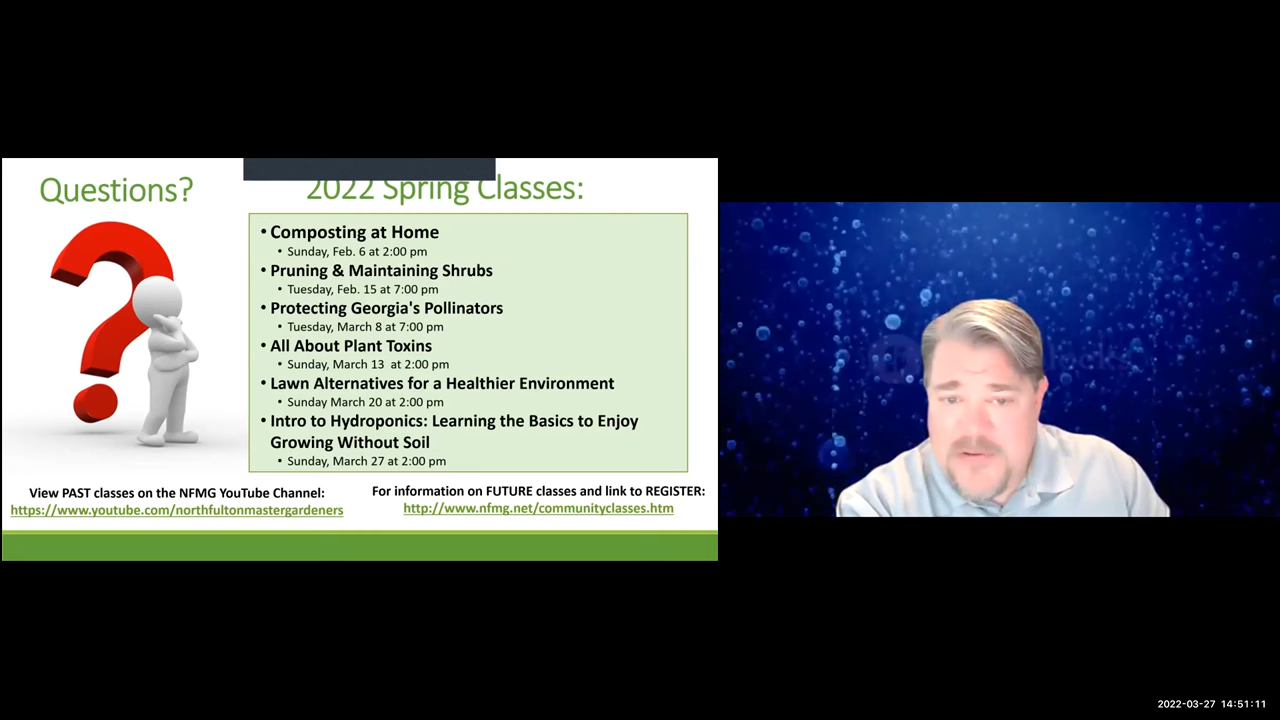 Questions?
2022 Spring Classes:
• Composting at Home
• Sunday, Feb. 6 at 2:00 pm
• Pruning & Maintaining Shrubs
• Tuesday, Feb. 15 at 7:00 pm
• Protecting Georgia's Pollinators
• Tuesday, March 8 at 7:00 pm
• All About Plant Toxins
• Sunday, March 13 at 2:00 pm
• Lawn Alternatives for a Healthier Environment
• Sunday March 20 at 2:00 pm
• Intro to Hydroponics: Learning the Basics to Enjoy
Growing Without Soil
• Sunday, March 27 at 2:00 pm
View PAST classes on the NFMG YouTube Channel:
https://www.youtube.com/northfultonmastergardeners
For information on FUTURE classes and link to REGISTER:
http://www.nfmg.net/communityclasses.htm
2022-03-27 14:51:11